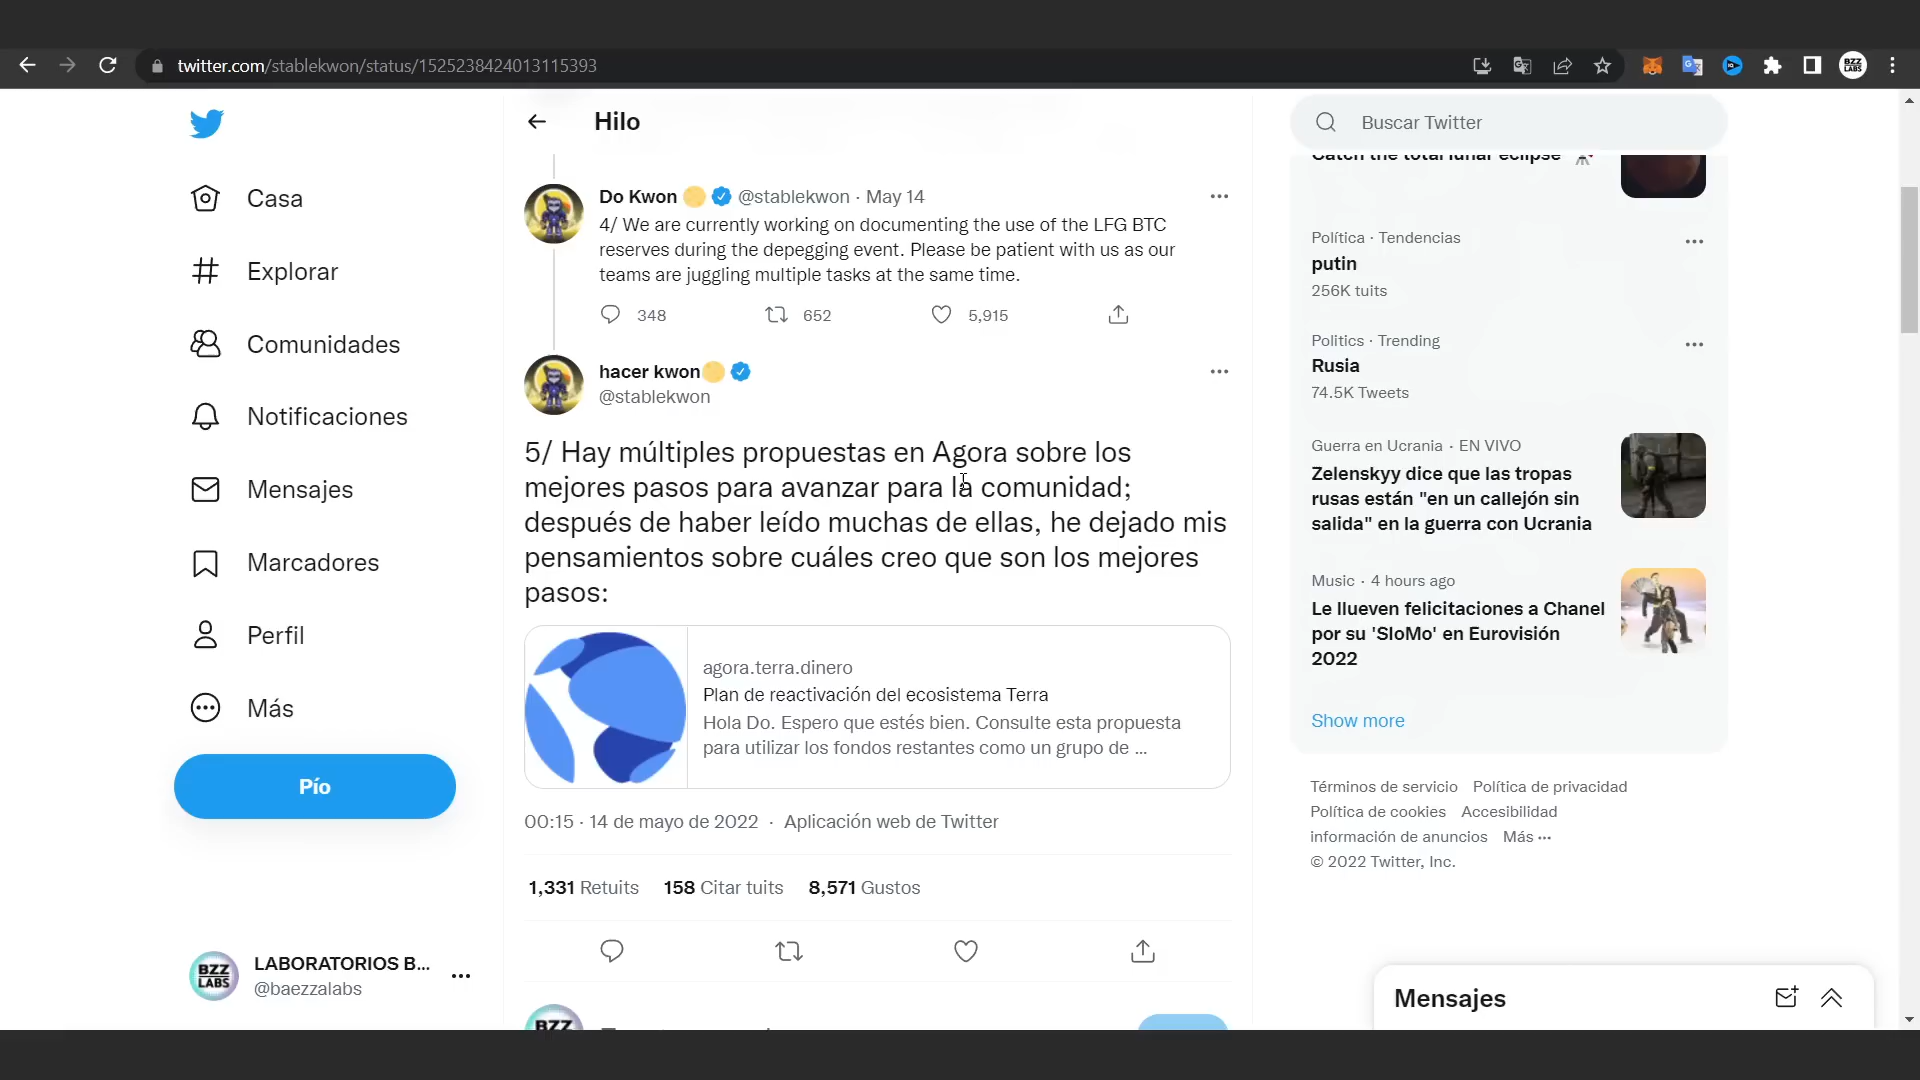 twitter.com/stablekwon/status/1525238424013115393
BZZ
LABS
Casa
Explorar
Comunidades
Notificaciones
Mensajes
Marcadores
Perfil
Más
Pío
BZZ
LABS
LABORATORIOS B...
@baezzalabs
Hilo
Do Kwon @stablekwon · May 14
4/ We are currently working on documenting the use of the LFG BTC
reserves during the depegging event. Please be patient with us as our
teams are juggling multiple tasks at the same time.
348 652 5,915
hacer kwon
@stablekwon
5/ Hay múltiples propuestas en Agora sobre los
mejores pasos para avanzar para la comunidad;
después de haber leído muchas de ellas, he dejado mis
pensamientos sobre cuáles creo que son los mejores
pasos:
agora.terra.dinero
Plan de reactivación del ecosistema Terra
Hola Do. Espero que estés bien. Consulte esta propuesta
para utilizar los fondos restantes como un grupo de ...
00:15 · 14 de mayo de 2022 · Aplicación web de Twitter
1,331 Retuits 158 Citar tuits 8,571 Gustos
BZZ
Buscar Twitter
Catch the total lunar eclipse
Política · Tendencias
putin
256K tuits
Politics · Trending
Rusia
74.5K Tweets
Guerra en Ucrania · EN VIVO
Zelenskyy dice que las tropas
rusas están "en un callejón sin
salida" en la guerra con Ucrania
Music · 4 hours ago
Le llueven felicitaciones a Chanel
por su 'SloMo' en Eurovisión
2022
Show more
Términos de servicio Política de privacidad
Política de cookies Accesibilidad
información de anuncios Más ···
© 2022 Twitter, Inc.
Mensajes